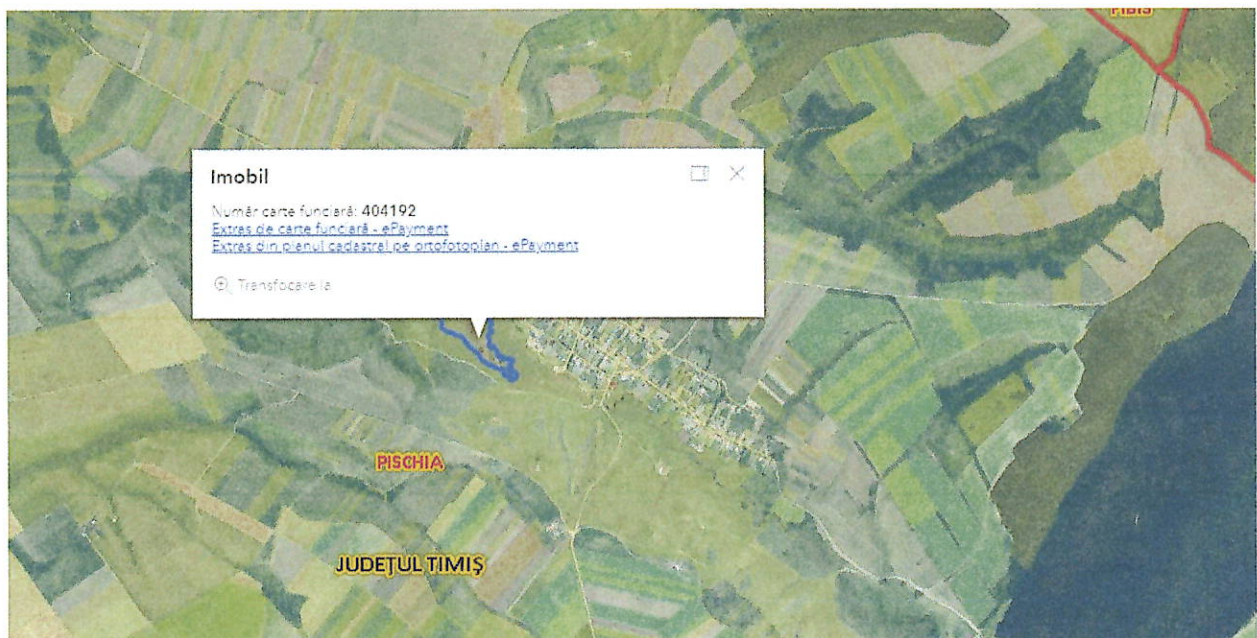 PIBIS
Imobil
Număr carte funciară: 404192
Extras de carte funciară - ePayment
Extras din planul cadastral pe ortofotoplan - ePayment
Transfocare la
PISCHIA
JUDEȚUL TIMIȘ